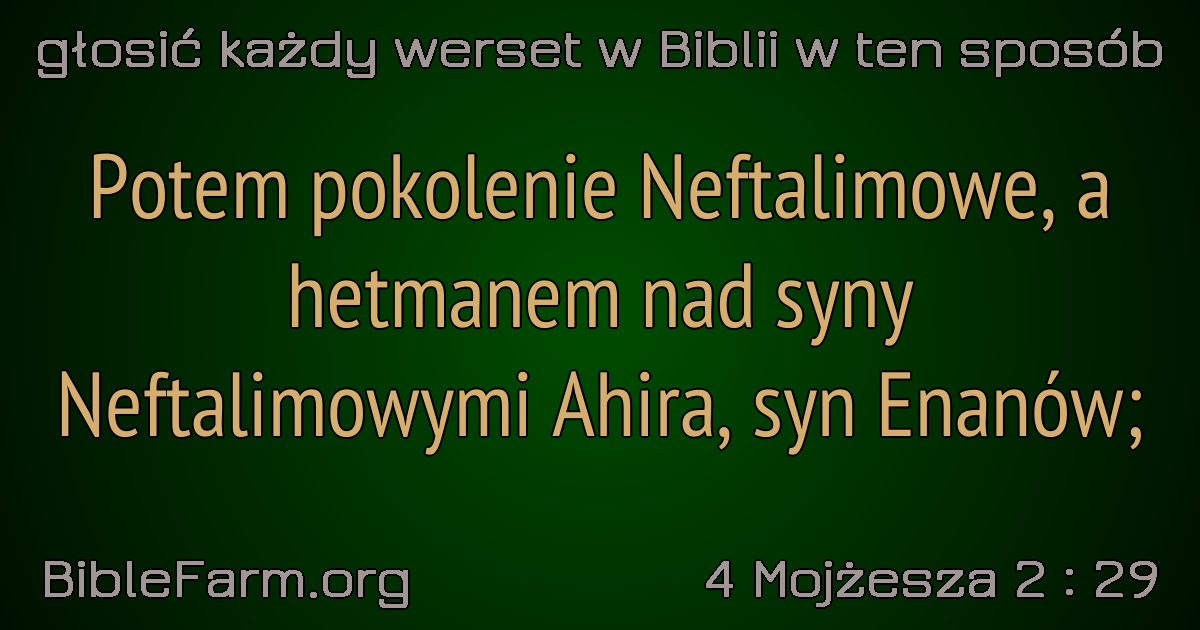 głosić każdy werset w Biblii w ten sposób
Potem pokolenie Neftalimowe, a
hetmanem nad syny
Neftalimowymi Ahira, syn Enanów;
BibleFarm.org
4 Mojżesza 2 : 29